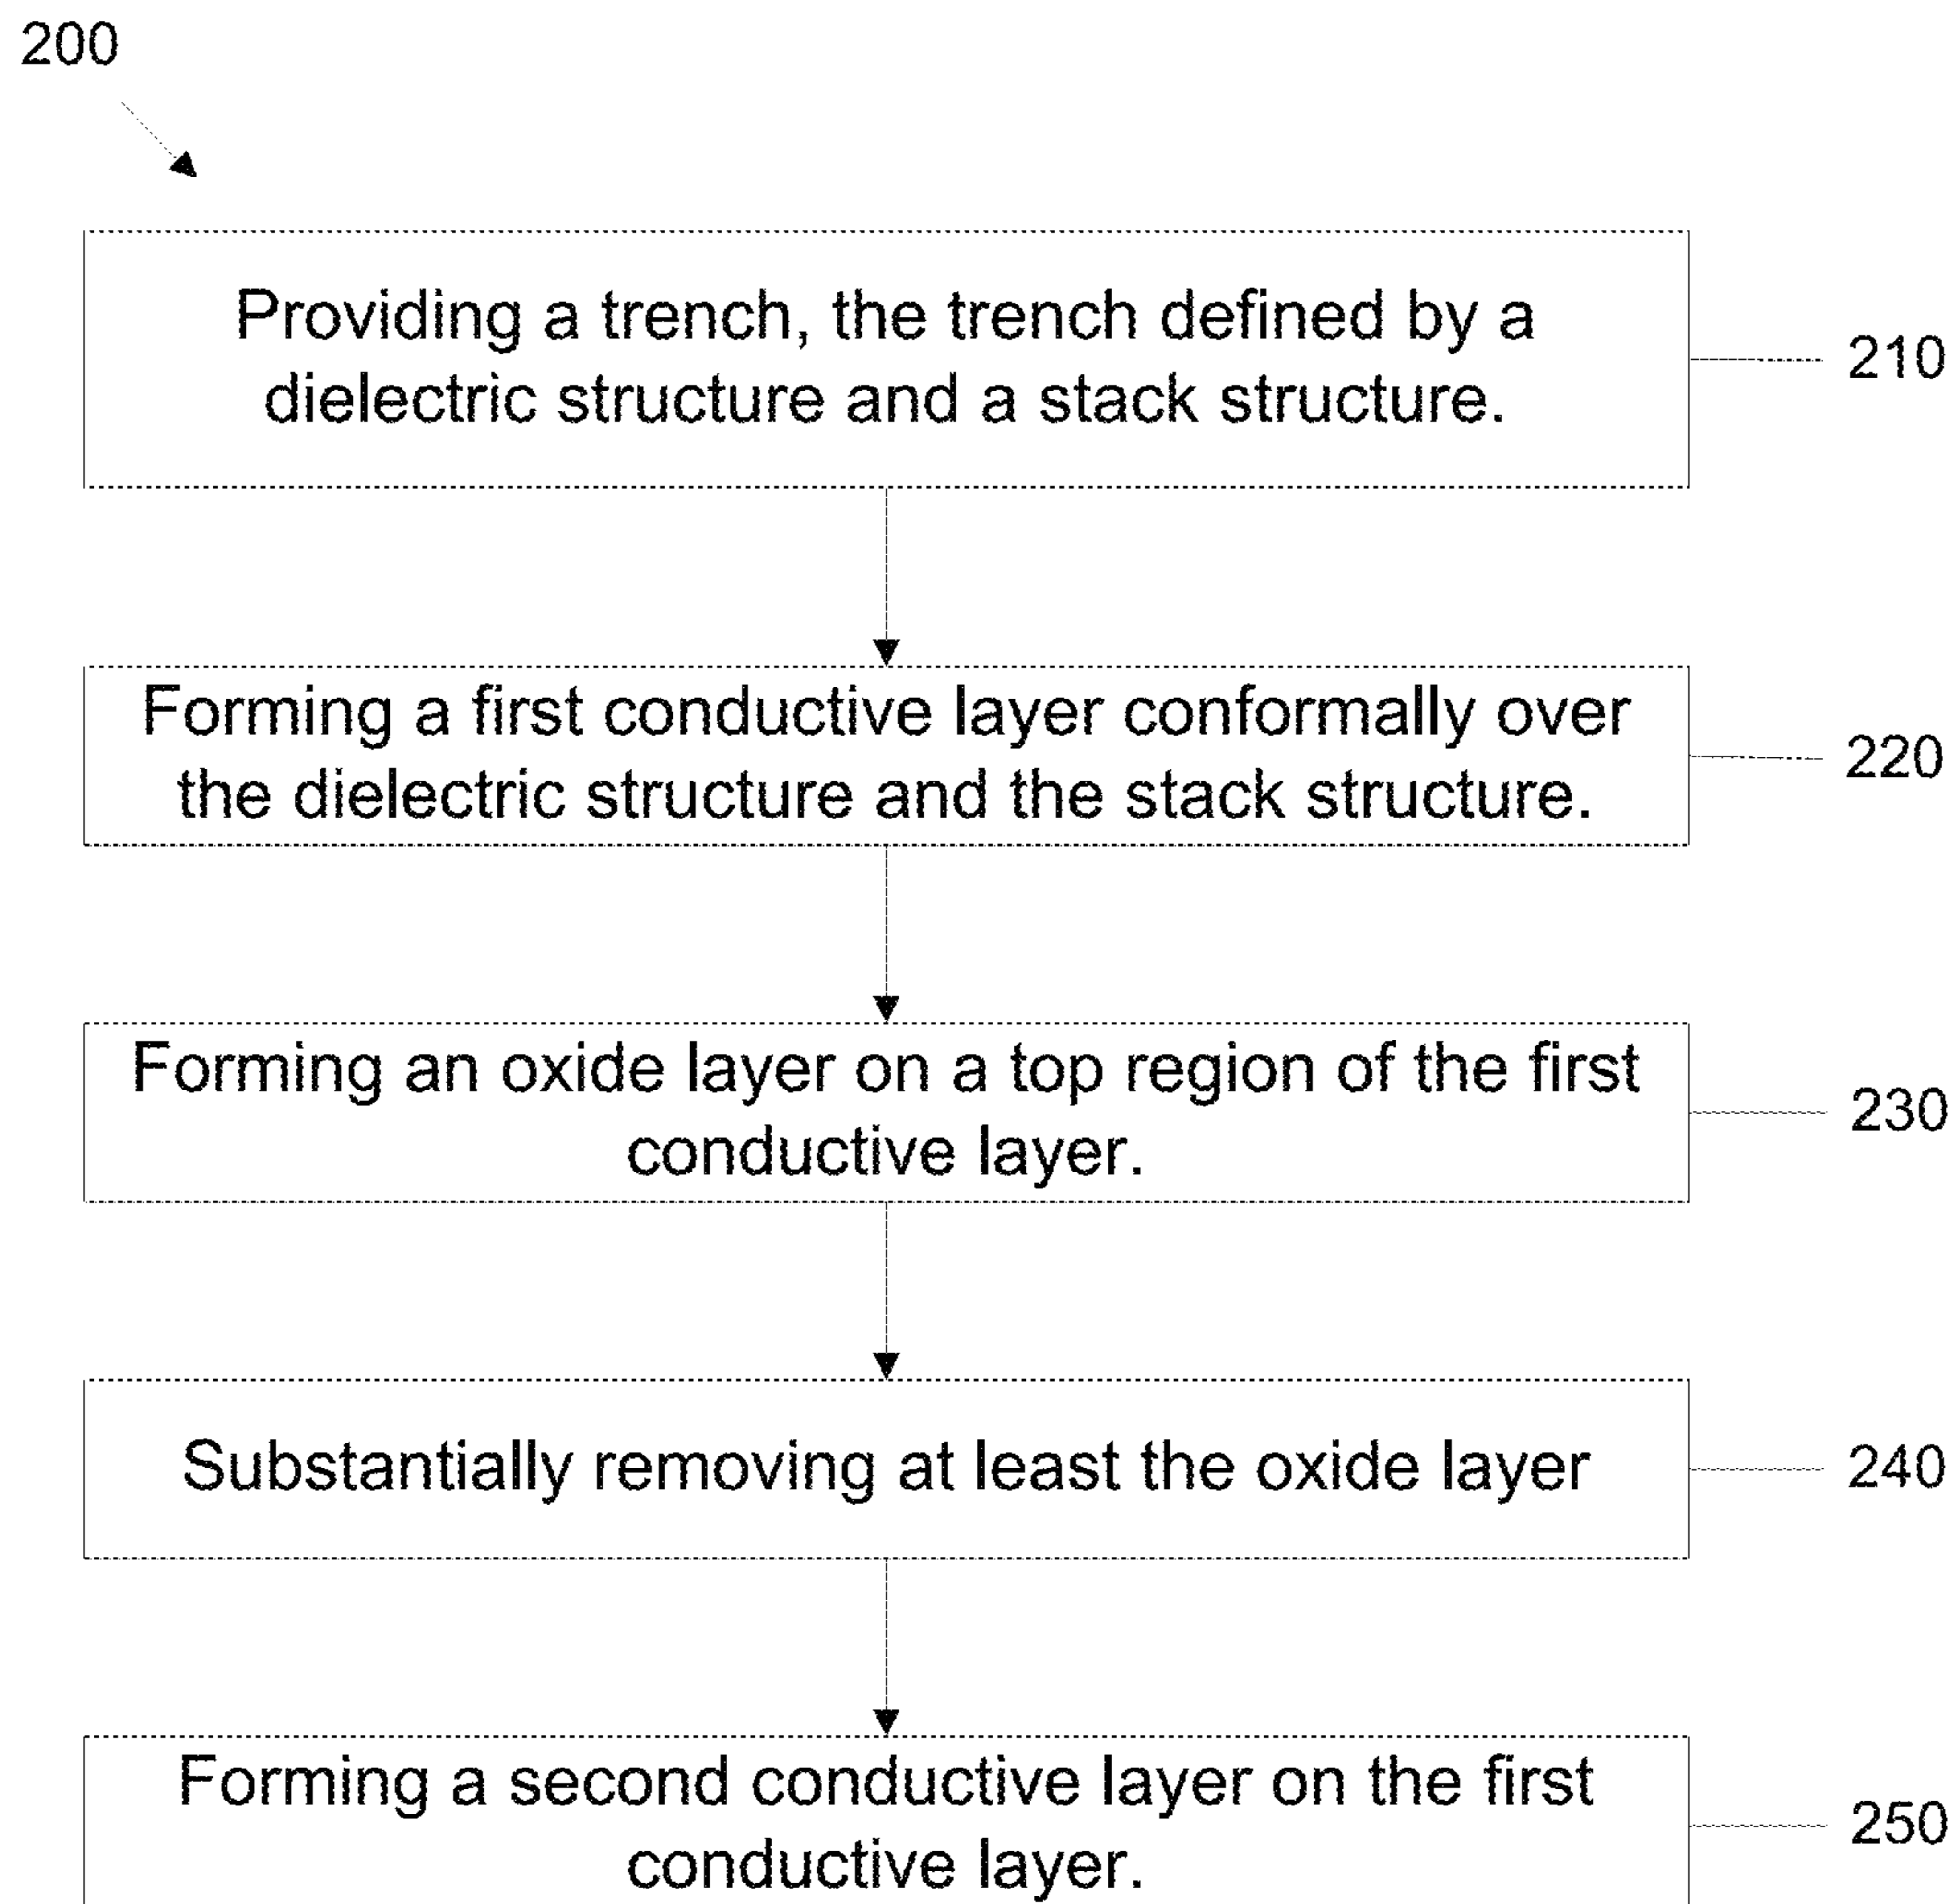 200
Providing a trench, the trench defined by a
dielectric structure and a stack structure.
210
Forming a first conductive layer conformally over
the dielectric structure and the stack structure.
220
Forming an oxide layer on a top region of the first
conductive layer.
230
Substantially removing at least the oxide layer
240
Forming a second conductive layer on the first
conductive layer.
250